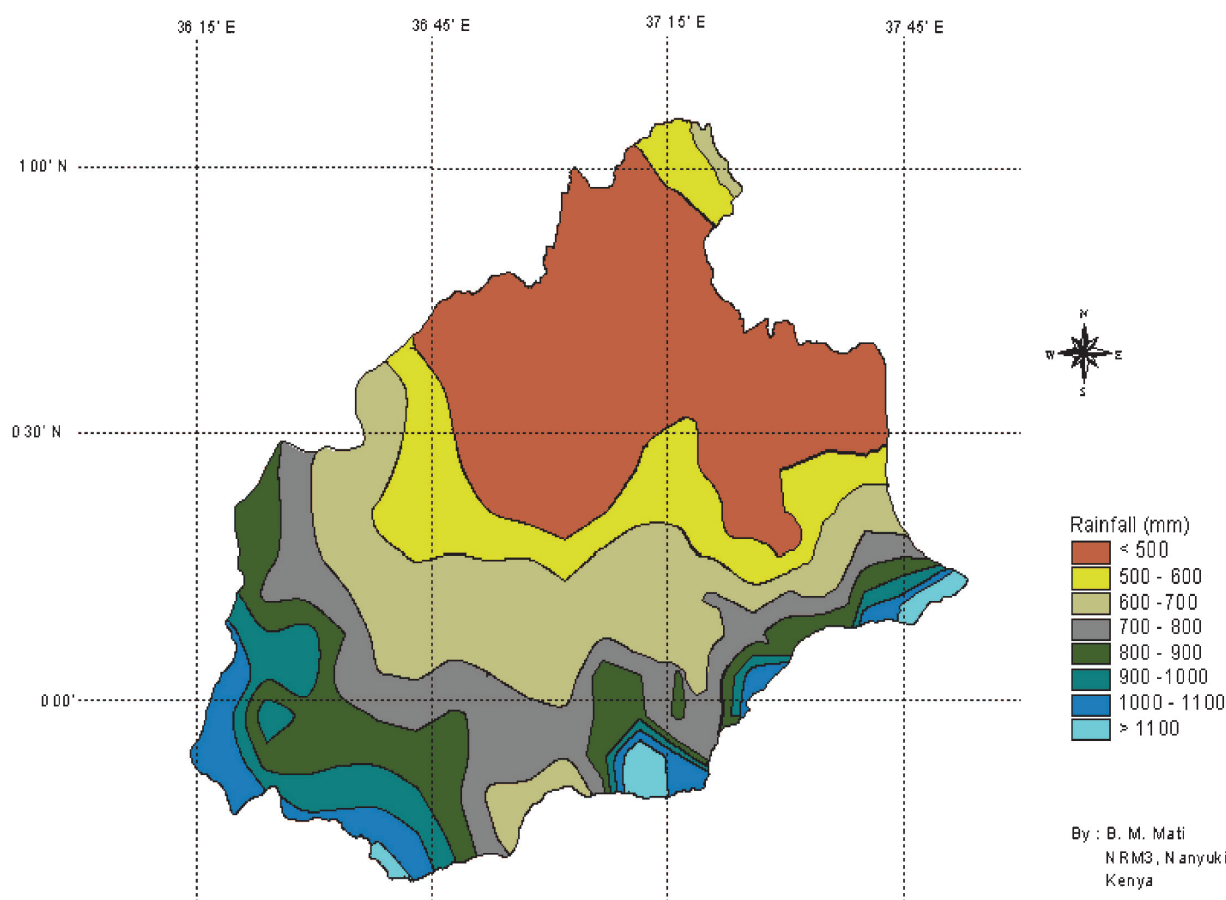 36 15' E
36 45' E
37 15' E
37 45' E
1 00' N
N
W E
S
0 30' N
Rainfall (mm)
< 500
500 - 600
600 -700
700 - 800
800 - 900
900 -1000
1000 - 1100
> 1100
0 00'
By : B. M. Mati
NRM3, Nanyuki
Kenya